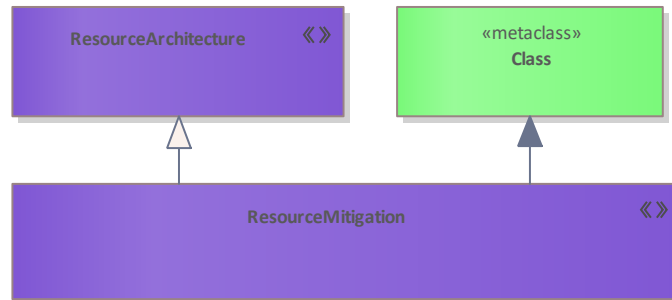 ResourceArchitecture
«»
«metaclass»
Class
ResourceMitigation
«»